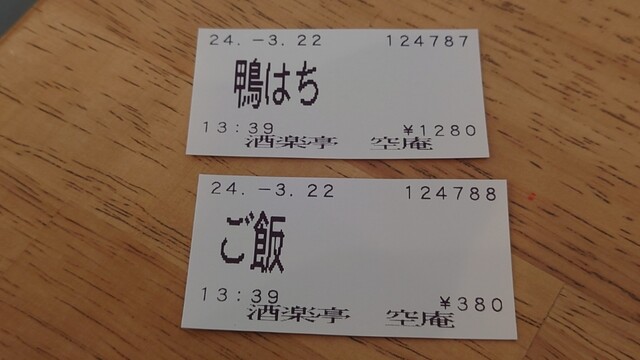 24.-3.22 124787
鴨はち
13:39 ¥1280
酒楽亭 空庵
24.-3.22 124788
ご飯
13:39 ¥380
酒楽亭 空庵